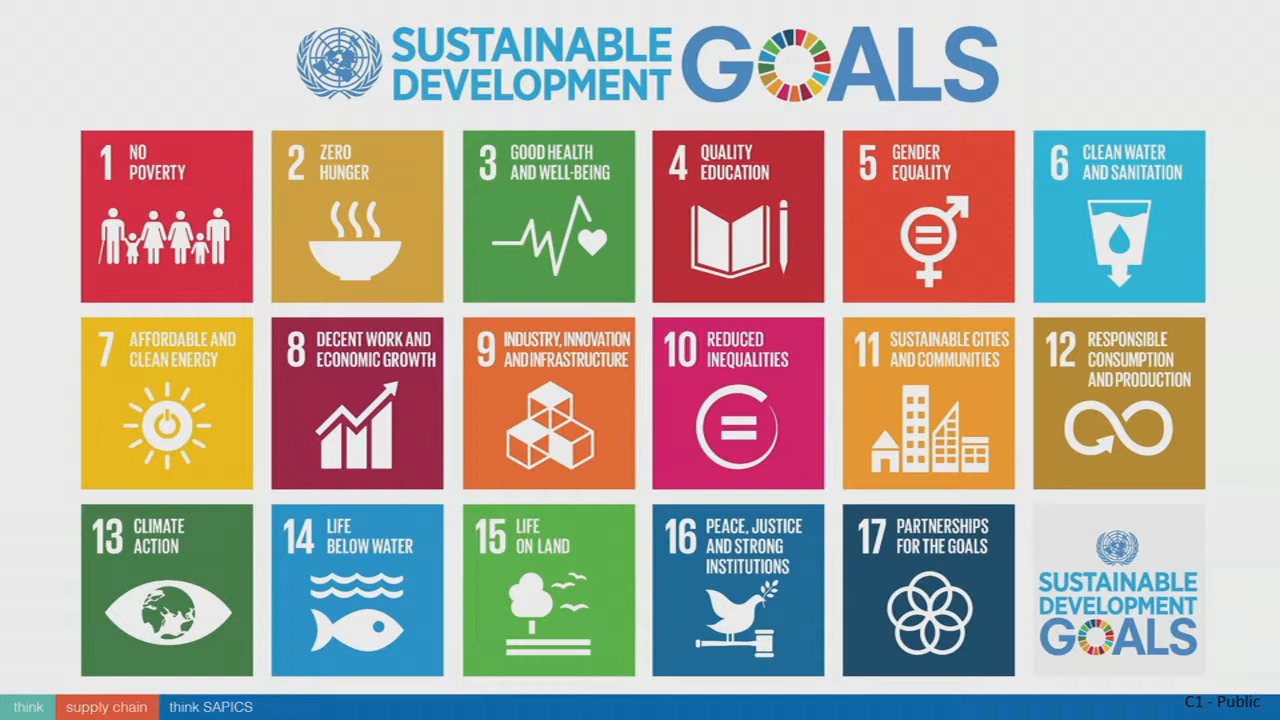 SUSTAINABLE
DEVELOPMENT
GOALS
1
NO
POVERTY
2
ZERO
HUNGER
3
GOOD HEALTH
AND WELL-BEING
4
QUALITY
EDUCATION
5
GENDER
EQUALITY
6
CLEAN WATER
AND SANITATION
7
AFFORDABLE AND
CLEAN ENERGY
8
DECENT WORK AND
ECONOMIC GROWTH
9
INDUSTRY, INNOVATION
AND INFRASTRUCTURE
10
REDUCED
INEQUALITIES
11
SUSTAINABLE CITIES
AND COMMUNITIES
12
RESPONSIBLE
CONSUMPTION
AND PRODUCTION
13
CLIMATE
ACTION
14
LIFE
BELOW WATER
15
LIFE
ON LAND
16
PEACE, JUSTICE
AND STRONG
INSTITUTIONS
17
PARTNERSHIPS
FOR THE GOALS
SUSTAINABLE
DEVELOPMENT
GOALS
think supply chain think SAPICS
C1 - Public